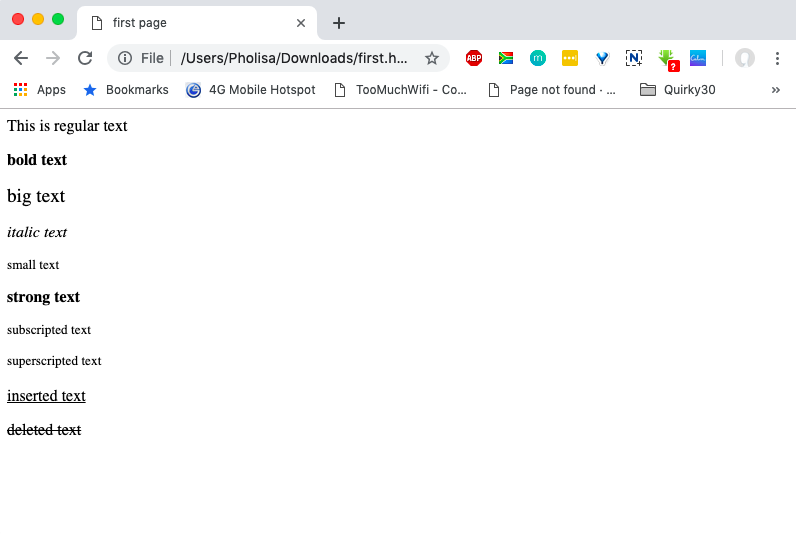 first page
File /Users/Pholisa/Downloads/first.h...
ABP
m
N
?
Apps Bookmarks 4G Mobile Hotspot TooMuchWifi - Co... Page not found · ... Quirky30 »
This is regular text
bold text
big text
italic text
small text
strong text
subscripted text
superscripted text
inserted text
deleted text